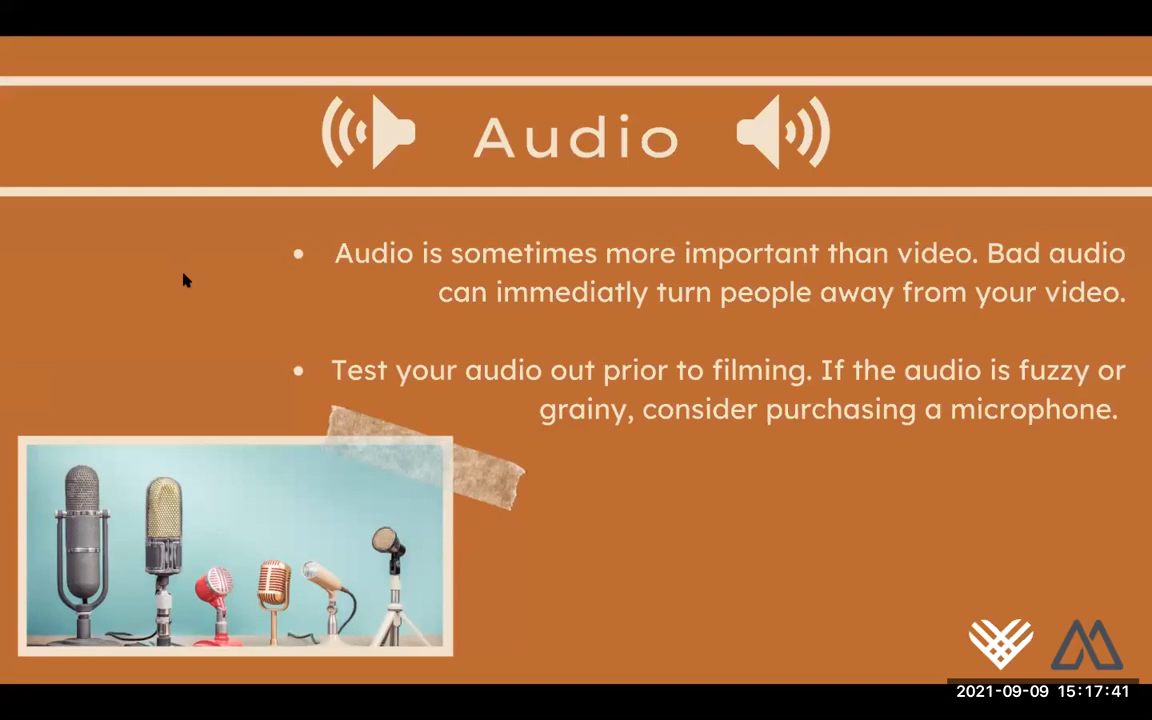 Audio
• Audio is sometimes more important than video. Bad audio
can immediatly turn people away from your video.
• Test your audio out prior to filming. If the audio is fuzzy or
grainy, consider purchasing a microphone.
2021-09-09 15:17:41